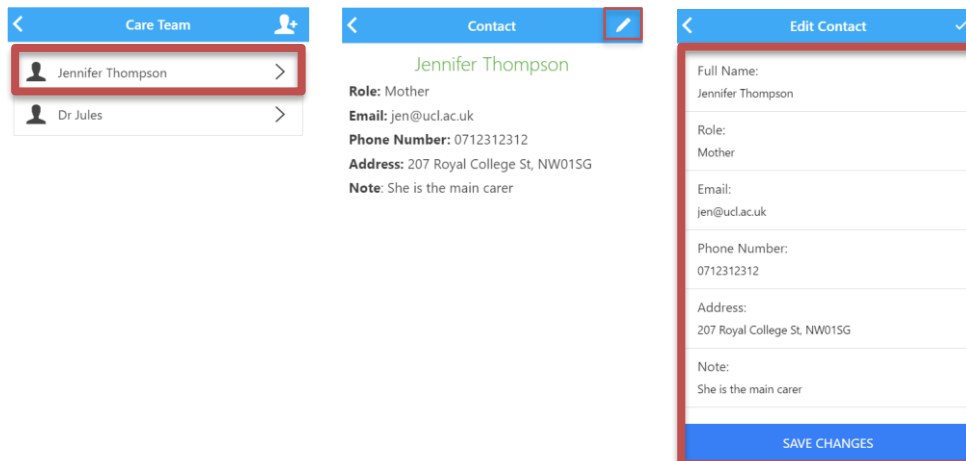 Care Team
Jennifer Thompson
Dr Jules
Contact
Jennifer Thompson
Role: Mother
Email: jen@ucl.ac.uk
Phone Number: 0712312312
Address: 207 Royal College St, NW01SG
Note: She is the main carer
Edit Contact
Full Name:
Jennifer Thompson
Role:
Mother
Email:
jen@ucl.ac.uk
Phone Number:
0712312312
Address:
207 Royal College St, NW01SG
Note:
She is the main carer
SAVE CHANGES